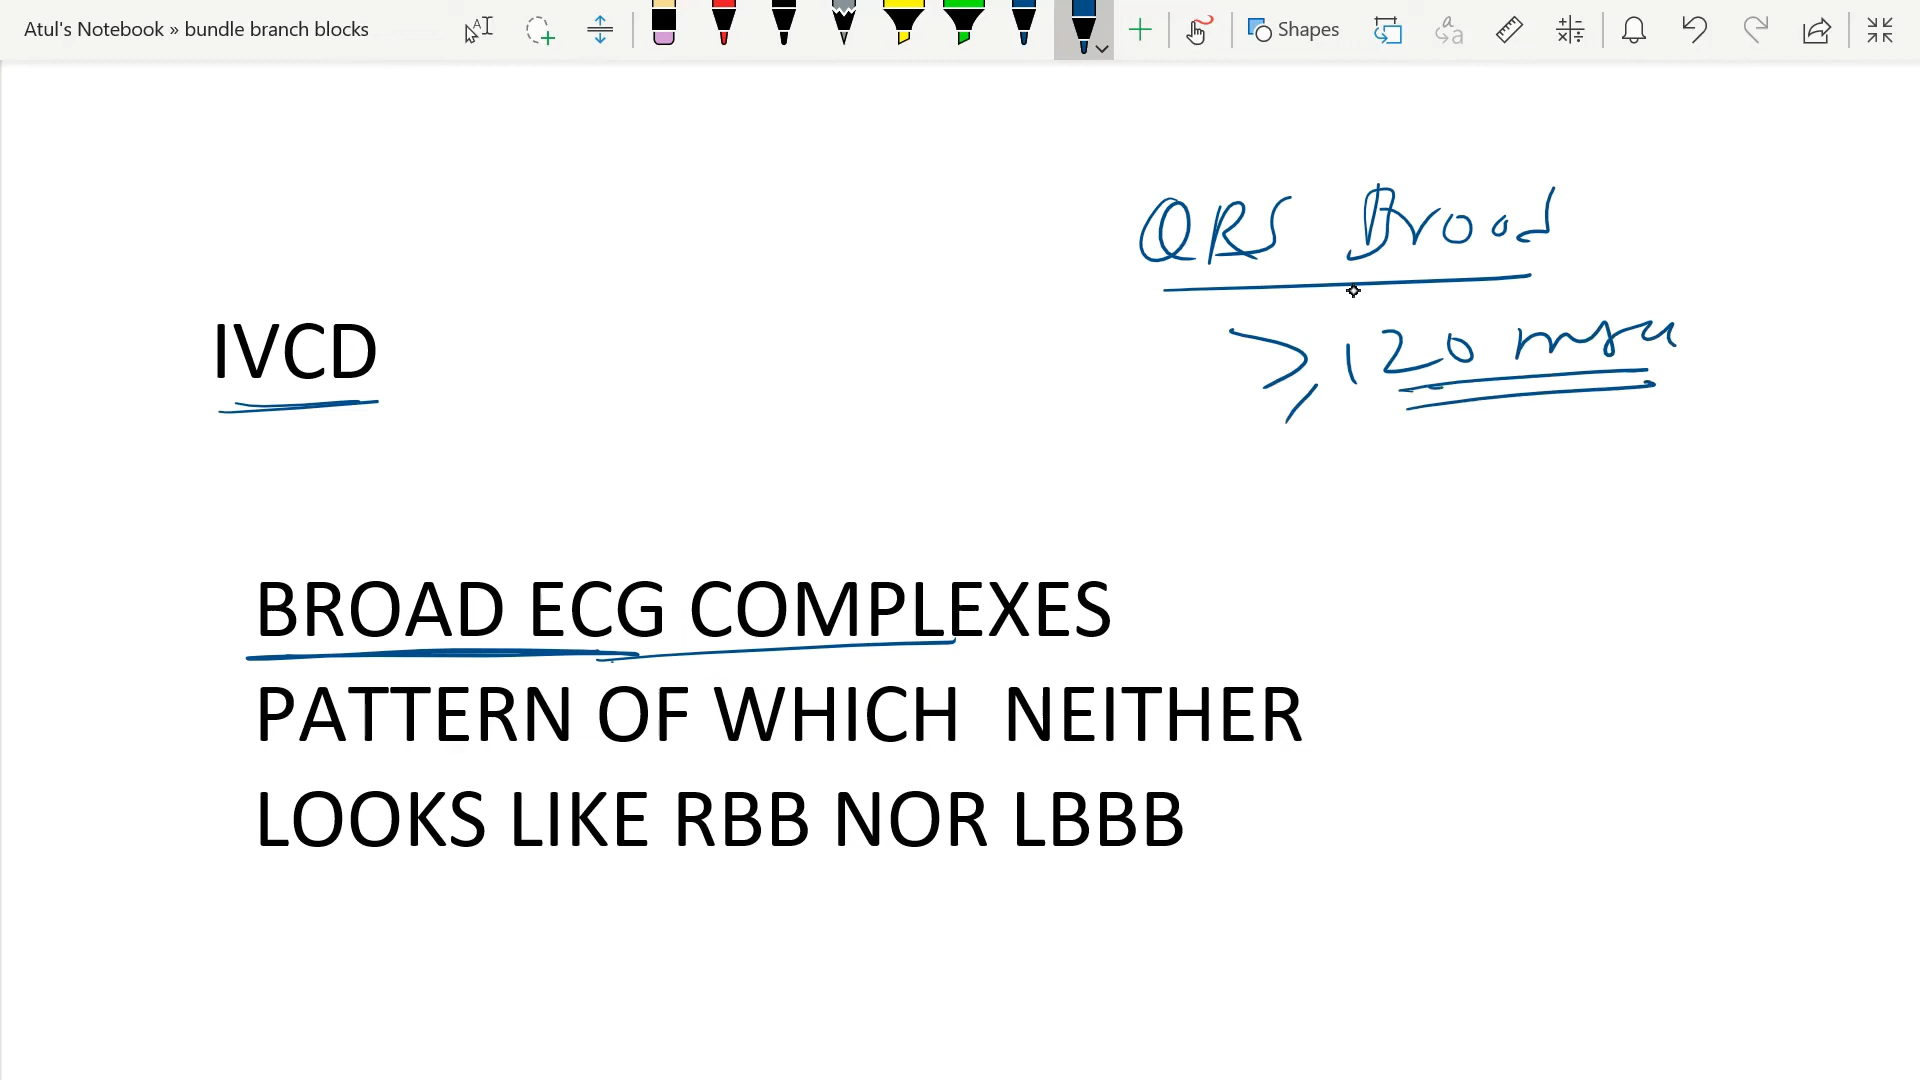 Atul's Notebook » bundle branch blocks
Shapes
QRS Broad
≥ 120 msec
IVCD
BROAD ECG COMPLEXES
PATTERN OF WHICH NEITHER
LOOKS LIKE RBB NOR LBBB